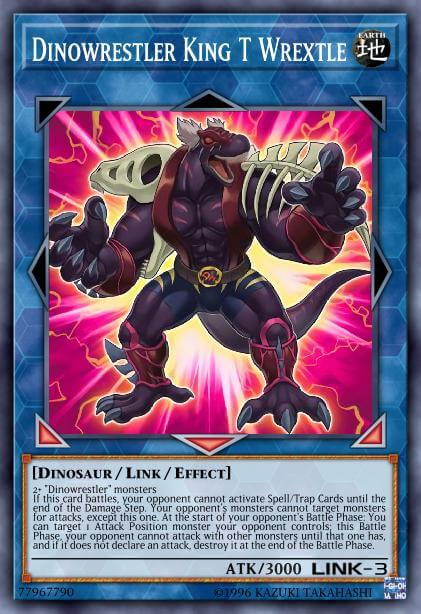 DINOWRESTLER KING T WREXTLE
EARTH
地
[DINOSAUR / LINK / EFFECT]
2+ "Dinowrestler" monsters
If this card battles, your opponent cannot activate Spell/Trap Cards until the
end of the Damage Step. Your opponent's monsters cannot target monsters
for attacks, except this one. At the start of your opponent's Battle Phase: You
can target 1 Attack Position monster your opponent controls; this Battle
Phase, your opponent cannot attack with other monsters until that one has,
and if it does not declare an attack, destroy it at the end of the Battle Phase.
ATK/3000 LINK-3
77967790 ©1996 KAZUKI TAKAHASHI